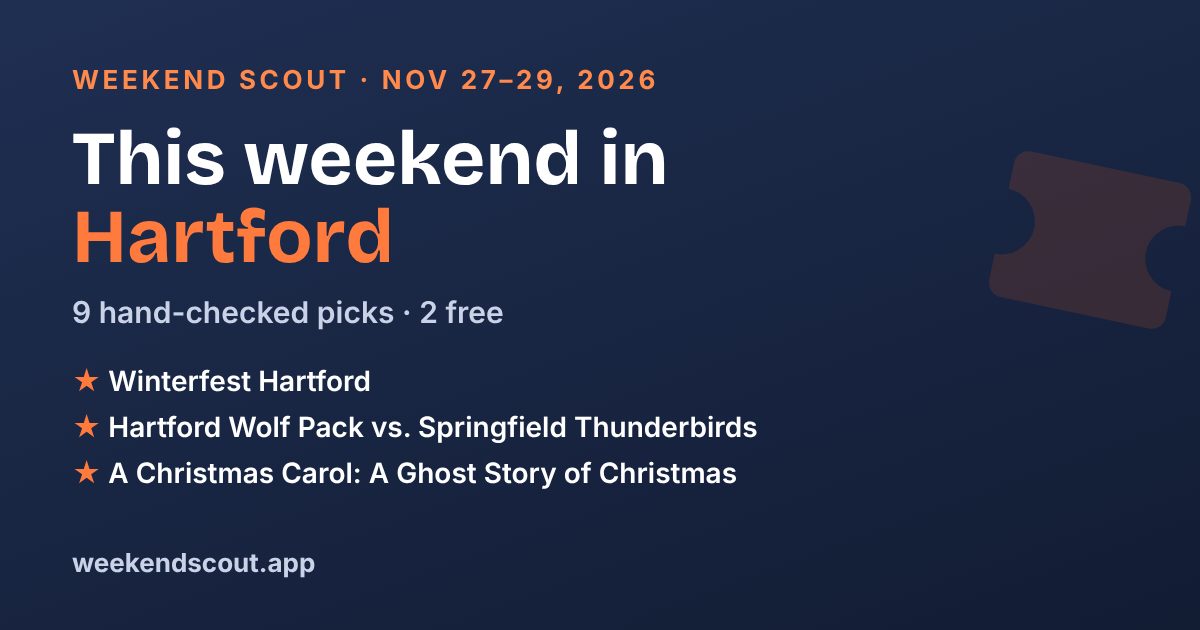 WEEKEND SCOUT · NOV 27–29, 2026
This weekend in
Hartford
9 hand-checked picks · 2 free
★ Winterfest Hartford
★ Hartford Wolf Pack vs. Springfield Thunderbirds
★ A Christmas Carol: A Ghost Story of Christmas
weekendscout.app